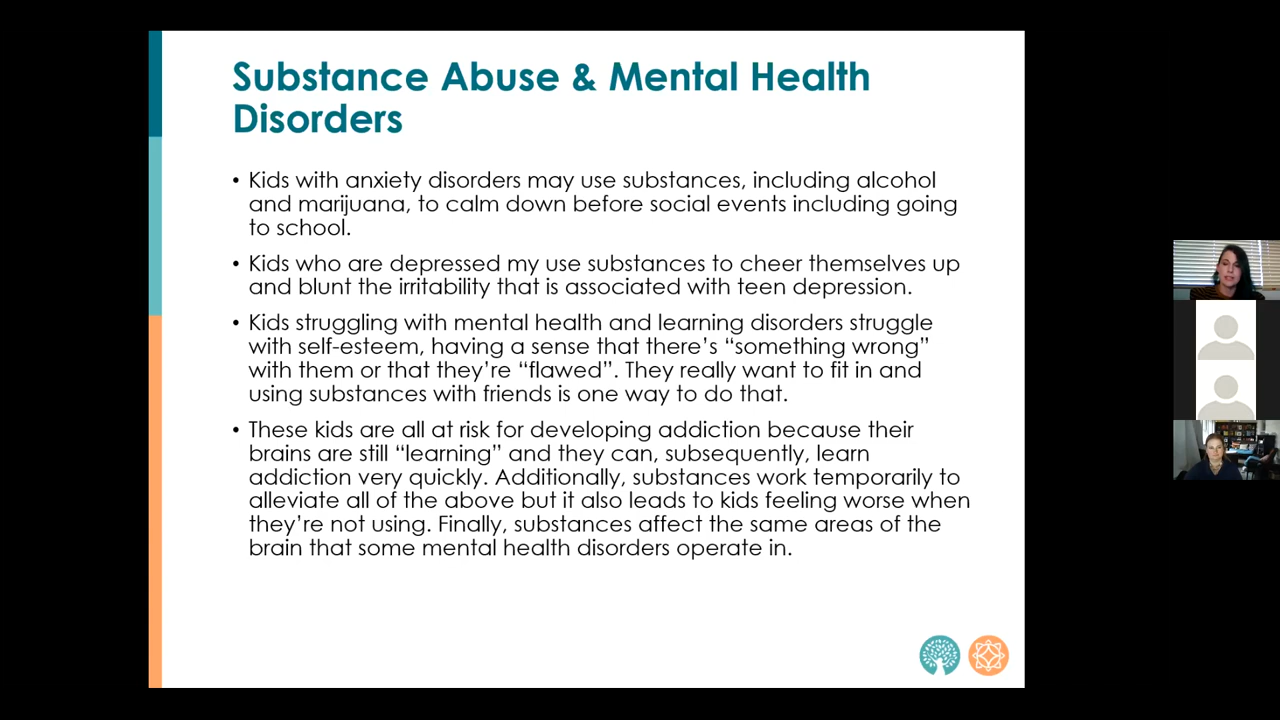 Substance Abuse & Mental Health
Disorders
• Kids with anxiety disorders may use substances, including alcohol
and marijuana, to calm down before social events including going
to school.
• Kids who are depressed my use substances to cheer themselves up
and blunt the irritability that is associated with teen depression.
• Kids struggling with mental health and learning disorders struggle
with self-esteem, having a sense that there's “something wrong”
with them or that they're “flawed”. They really want to fit in and
using substances with friends is one way to do that.
• These kids are all at risk for developing addiction because their
brains are still “learning” and they can, subsequently, learn
addiction very quickly. Additionally, substances work temporarily to
alleviate all of the above but it also leads to kids feeling worse when
they're not using. Finally, substances affect the same areas of the
brain that some mental health disorders operate in.